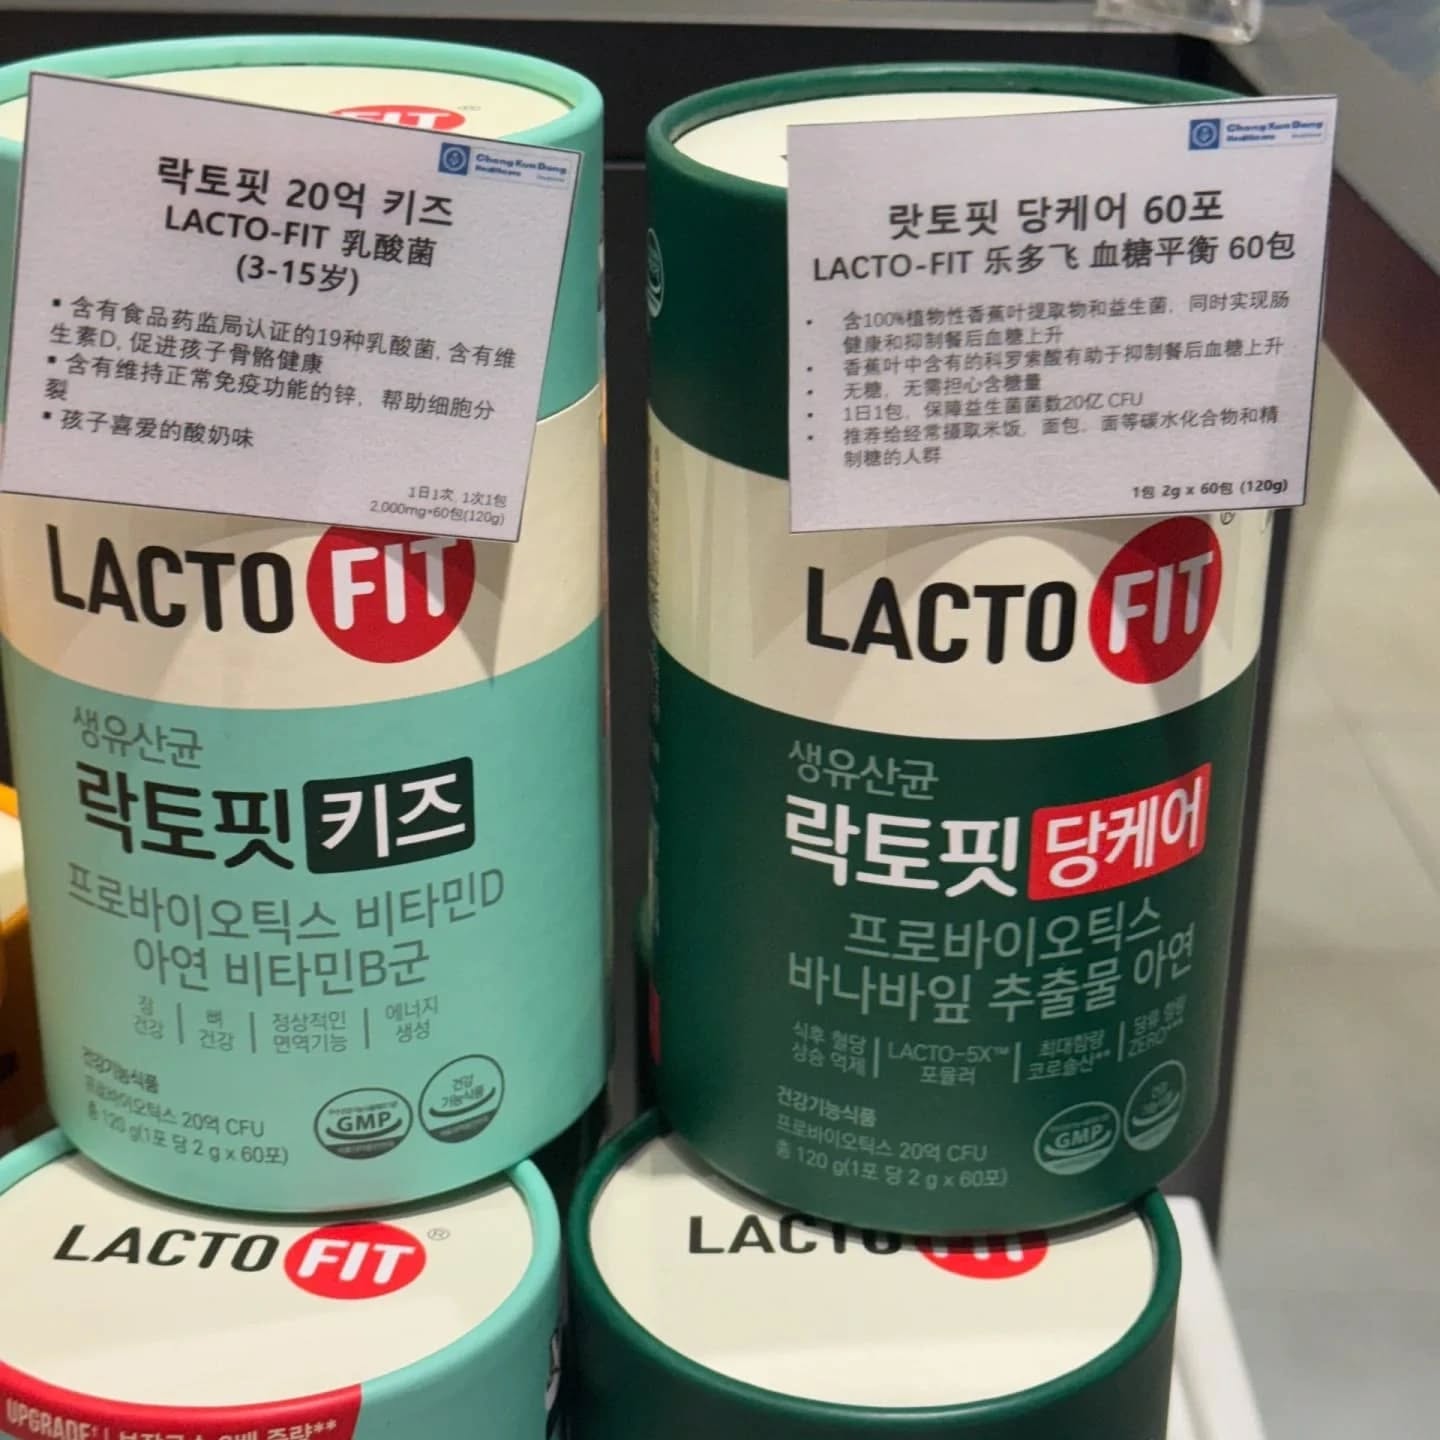 FIT
Chong Kun Dang
Healthcare
락토핏 20억 키즈
LACTO-FIT 乳酸菌
(3-15岁)
▪ 含有食品药监局认证的19种乳酸菌, 含有维
生素D, 促进孩子骨骼健康
▪ 含有维持正常免疫功能的锌, 帮助细胞分
裂
▪ 孩子喜爱的酸奶味
1日1次, 1次1包
2,000mg*60包(120g)
LACTO FIT
생유산균
락토핏 키즈
프로바이오틱스 비타민D
아연 비타민B군
장 건강 | 뼈 건강 | 정상적인 면역기능 | 에너지 생성
건강기능식품
프로바이오틱스 20억 CFU
총 120 g(1포 당 2 g x 60포)
GMP
건강
기능식품
LACTO FIT®
UPGRADE
Chong Kun Dang
Healthcare
랏토핏 당케어 60포
LACTO-FIT 乐多飞 血糖平衡 60包
• 含100%植物性香蕉叶提取物和益生菌，同时实现肠
健康和抑制餐后血糖上升
• 香蕉叶中含有的科罗索酸有助于抑制餐后血糖上升
• 无糖，无需担心含糖量
• 1日1包，保障益生菌菌数20亿 CFU
• 推荐给经常摄取米饭，面包，面等碳水化合物和精
制糖的人群
1包 2g x 60包 (120g)
LACTO FIT
생유산균
락토핏 당케어
프로바이오틱스
바나바잎 추출물 아연
식후 혈당 상승 억제 | LACTO-5X™ 포뮬러 | 최대함량 코로솔산** | 당류 함량 ZERO***
건강기능식품
프로바이오틱스 20억 CFU
총 120 g(1포 당 2 g x 60포)
GMP
LACTO FIT